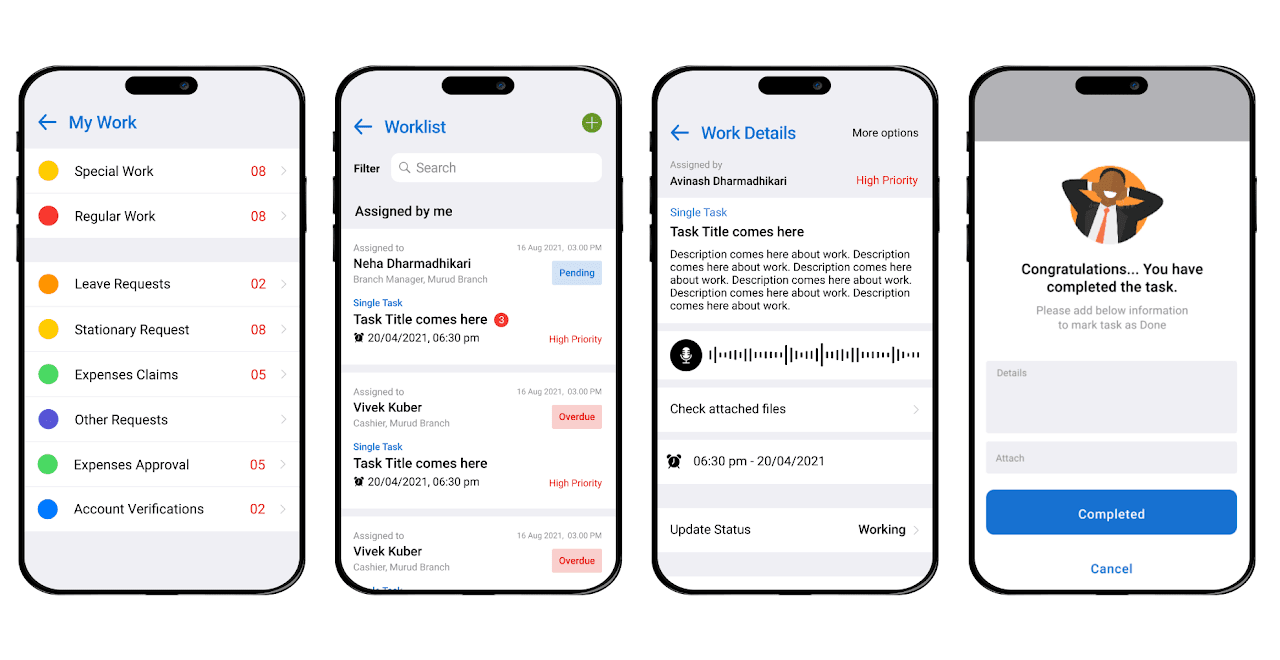 My Work
Special Work 08
Regular Work 08
Leave Requests 02
Stationary Request 08
Expenses Claims 05
Other Requests
Expenses Approval 05
Account Verifications 02
Worklist
Filter Search
Assigned by me
Assigned to 16 Aug 2021, 03.00 PM
Neha Dharmadhikari
Branch Manager, Murud Branch
Pending
Single Task
Task Title comes here 3
20/04/2021, 06:30 pm
High Priority
Assigned to 16 Aug 2021, 03.00 PM
Vivek Kuber
Cashier, Murud Branch
Overdue
Single Task
Task Title comes here
20/04/2021, 06:30 pm
High Priority
Assigned to 16 Aug 2021, 03.00 PM
Vivek Kuber
Cashier, Murud Branch
Overdue
Work Details More options
Assigned by
Avinash Dharmadhikari High Priority
Single Task
Task Title comes here
Description comes here about work. Description
comes here about work. Description comes here
about work. Description comes here about work.
Description comes here about work. Description
comes here about work.
Check attached files
06:30 pm - 20/04/2021
Update Status Working
Congratulations... You have
completed the task.
Please add below information
to mark task as Done
Details
Attach
Completed
Cancel